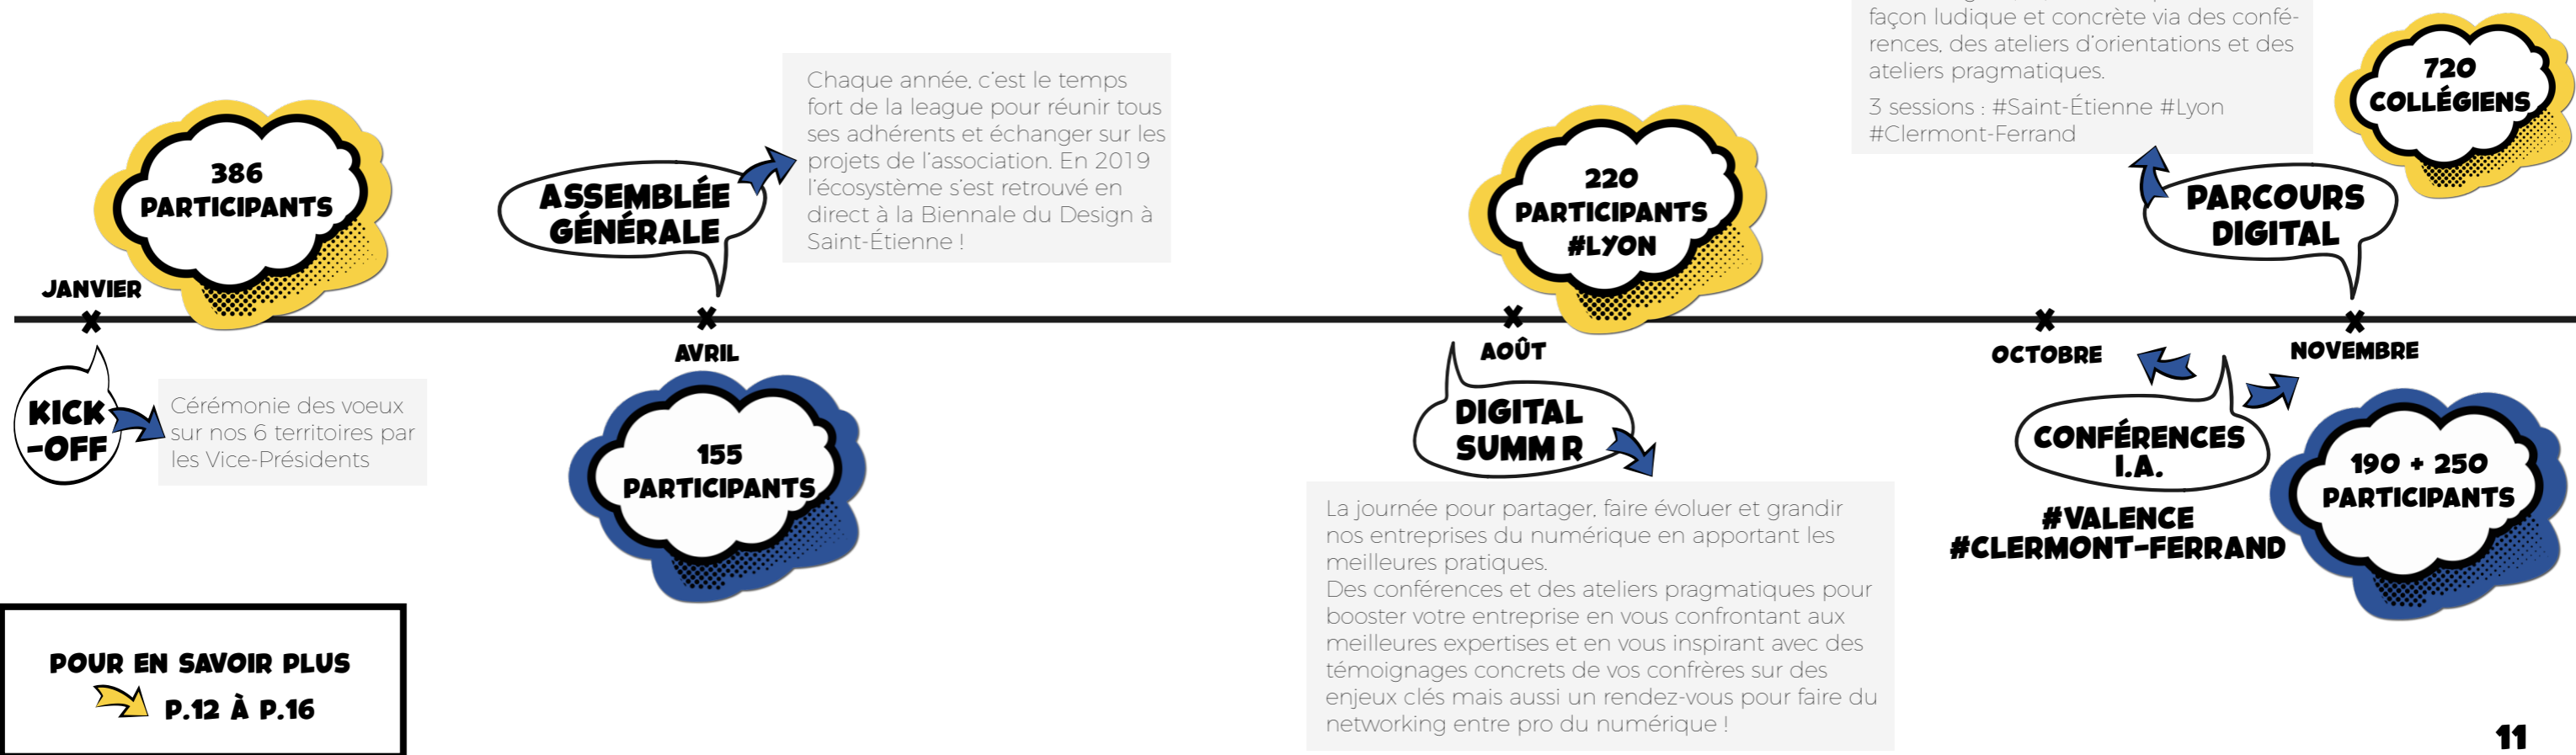 386
PARTICIPANTS
JANVIER
KICK
-OFF
Cérémonie des voeux
sur nos 6 territoires par
les Vice-Présidents
ASSEMBLÉE
GÉNÉRALE
Chaque année, c'est le temps
fort de la league pour réunir tous
ses adhérents et échanger sur les
projets de l'association. En 2019
l'écosystème s'est retrouvé en
direct à la Biennale du Design à
Saint-Étienne !
AVRIL
155
PARTICIPANTS
220
PARTICIPANTS
#LYON
AOÛT
DIGITAL
SUMM R
La journée pour partager, faire évoluer et grandir
nos entreprises du numérique en apportant les
meilleures pratiques.
Des conférences et des ateliers pragmatiques pour
booster votre entreprise en vous confrontant aux
meilleures expertises et en vous inspirant avec des
témoignages concrets de vos confrères sur des
enjeux clés mais aussi un rendez-vous pour faire du
networking entre pro du numérique !
façon ludique et concrète via des confé-
rences, des ateliers d'orientations et des
ateliers pragmatiques.
3 sessions : #Saint-Étienne #Lyon
#Clermont-Ferrand
720
COLLÉGIENS
PARCOURS
DIGITAL
OCTOBRE
NOVEMBRE
CONFÉRENCES
I.A.
#VALENCE
#CLERMONT-FERRAND
190 + 250
PARTICIPANTS
POUR EN SAVOIR PLUS
P.12 À P.16
11